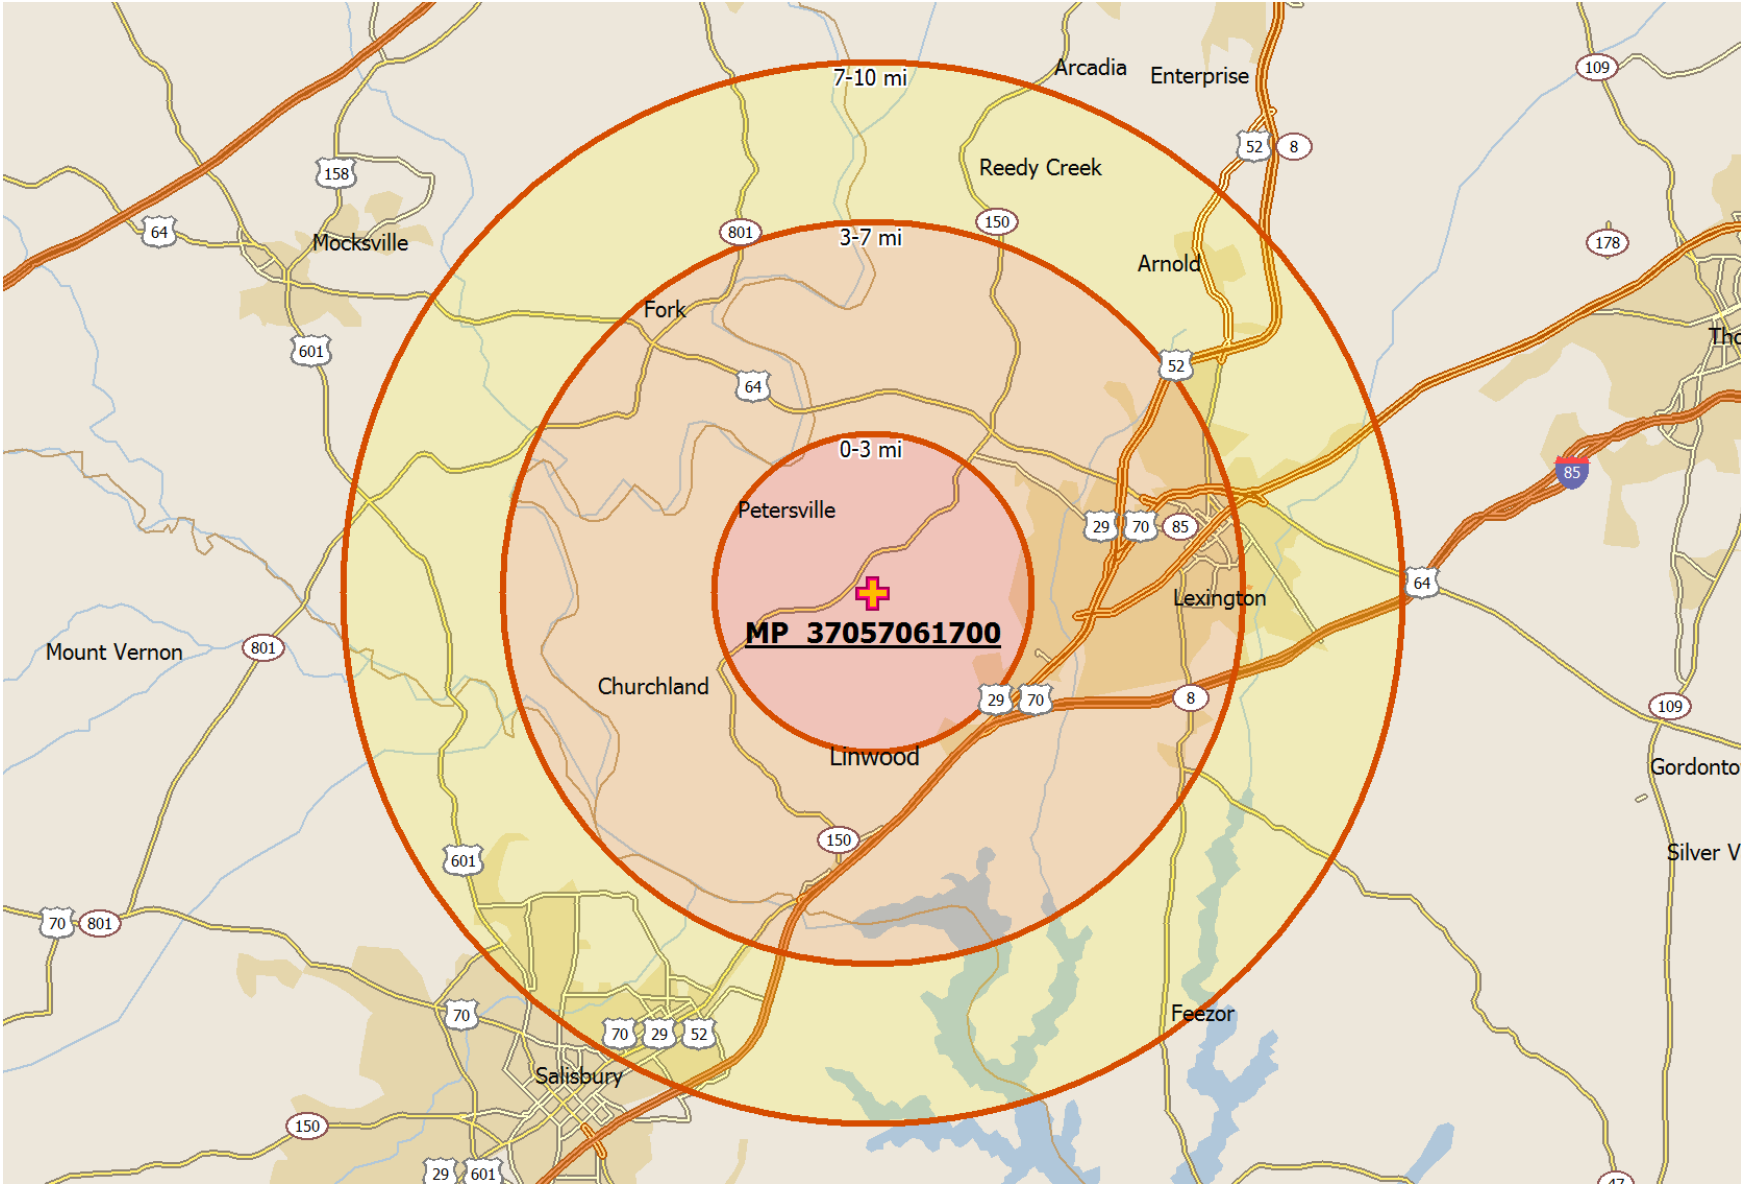 7-10 mi
Arcadia
Enterprise
109
52
8
158
Reedy Creek
64
801
150
Mocksville
3-7 mi
178
Arnold
Fork
Tho
601
52
64
0-3 mi
85
Petersville
29
70
85
64
Lexington
MP_37057061700
801
Mount Vernon
Churchland
29
70
8
109
Linwood
Gordonto
150
Silver V
601
70
801
70
Feezor
70
29
52
Salisbury
150
29
601
47